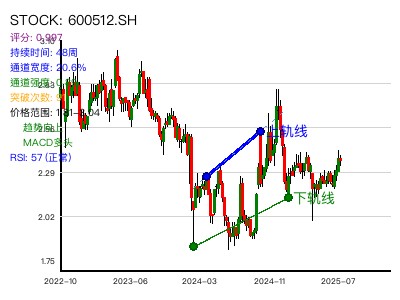 STOCK: 600512.SH
评分: 0.997
持续时间: 48周
通道宽度: 20.6%
通道强度:
突破次数:
价格范围:
趋势向上
MACD多头
RSI: 57 (正常)
上轨线
下轨线
2.29
2.02
1.75
2022-10
2023-06
2024-03
2024-11
2025-07